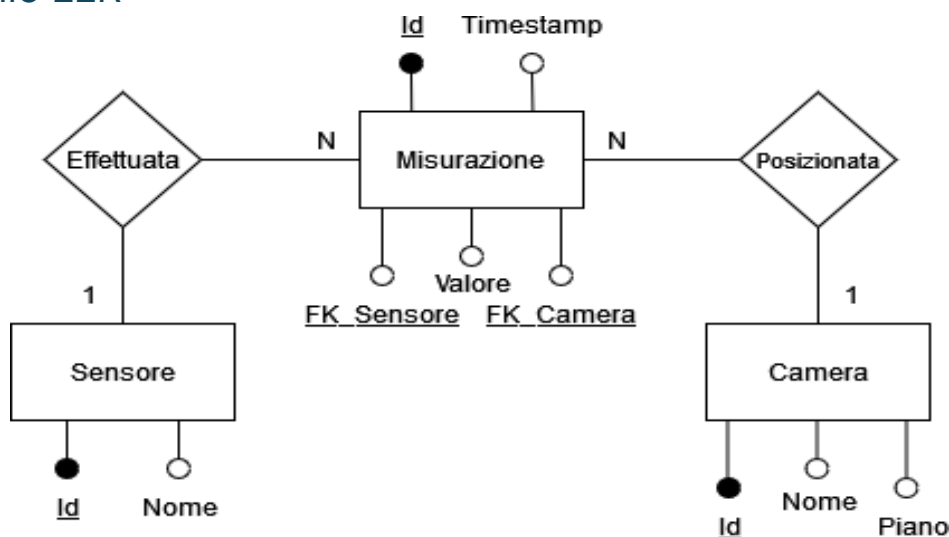 Id Timestamp
Effettuata N Misurazione N Posizionata
Valore
FK_Sensore FK_Camera
1 1
Sensore Camera
Id Nome
Id Nome Piano